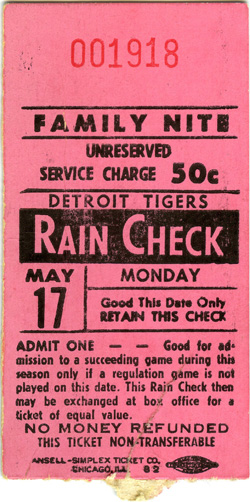 001918
FAMILY NITE
UNRESERVED
SERVICE CHARGE 50c
DETROIT TIGERS
RAIN CHECK
MAY
17
MONDAY
Good This Date Only
RETAIN THIS CHECK
ADMIT ONE — — Good for ad-
mission to a succeeding game during this
season only if a regulation game is not
played on this date. This Rain Check then
may be exchanged at box office for a
ticket of equal value.
NO MONEY REFUNDED
THIS TICKET NON-TRANSFERABLE
ANSELL-SIMPLEX TICKET CO.
CHICAGO, ILL. 82